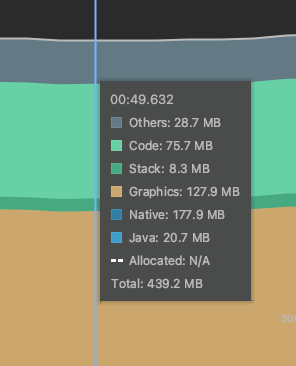 00:49.632
Others: 28.7 MB
Code: 75.7 MB
Stack: 8.3 MB
Graphics: 127.9 MB
Native: 177.9 MB
Java: 20.7 MB
Allocated: N/A
Total: 439.2 MB